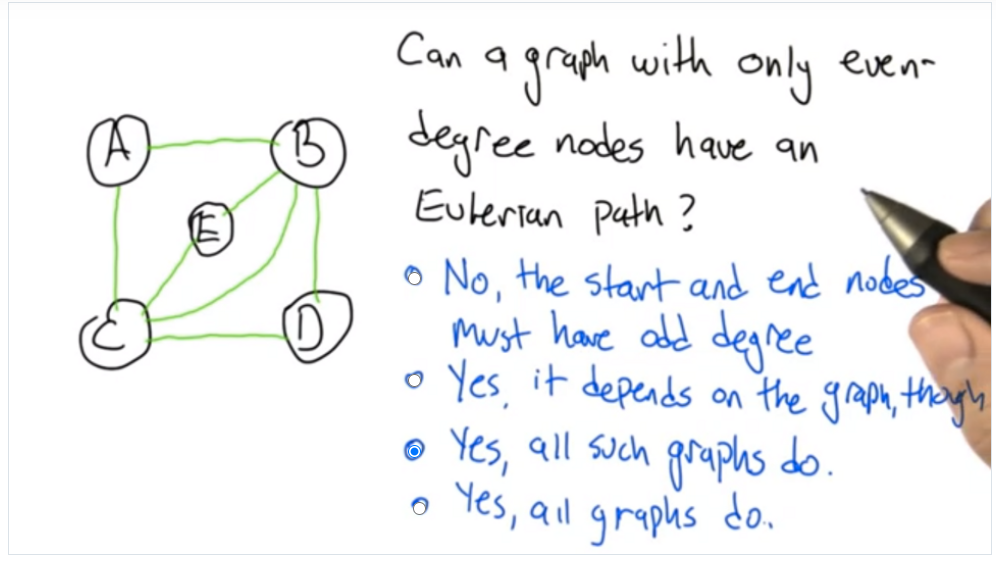 A
B
E
C
D
Can a graph with only even-
degree nodes have an
Eulerian path?
No, the start and end nodes
must have odd degree
Yes, it depends on the graph, though
Yes, all such graphs do.
Yes, all graphs do..